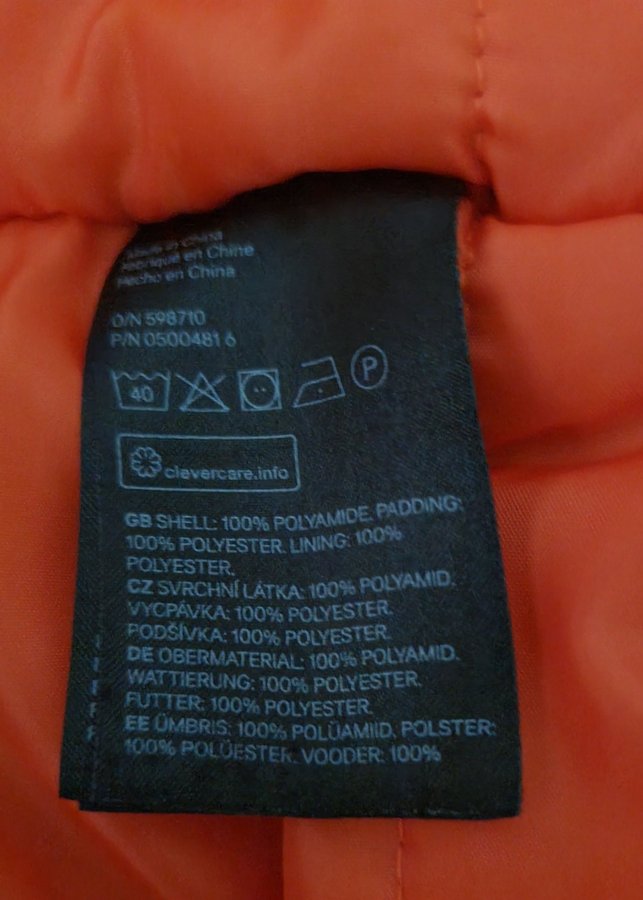 Made in China
Fabriqué en Chine
Hecho en China
O/N 598710
P/N 0500481 6
40 P
clevercare.info
GB SHELL: 100% POLYAMIDE. PADDING:
100% POLYESTER. LINING: 100%
POLYESTER.
CZ SVRCHNÍ LÁTKA: 100% POLYAMID.
VYCPÁVKA: 100% POLYESTER.
PODŠÍVKA: 100% POLYESTER.
DE OBERMATERIAL: 100% POLYAMID.
WATTIERUNG: 100% POLYESTER.
FUTTER: 100% POLYESTER.
EE ÜMBRIS: 100% POLÜAMIID, POLSTER:
100% POLÜESTER. VOODER: 100%